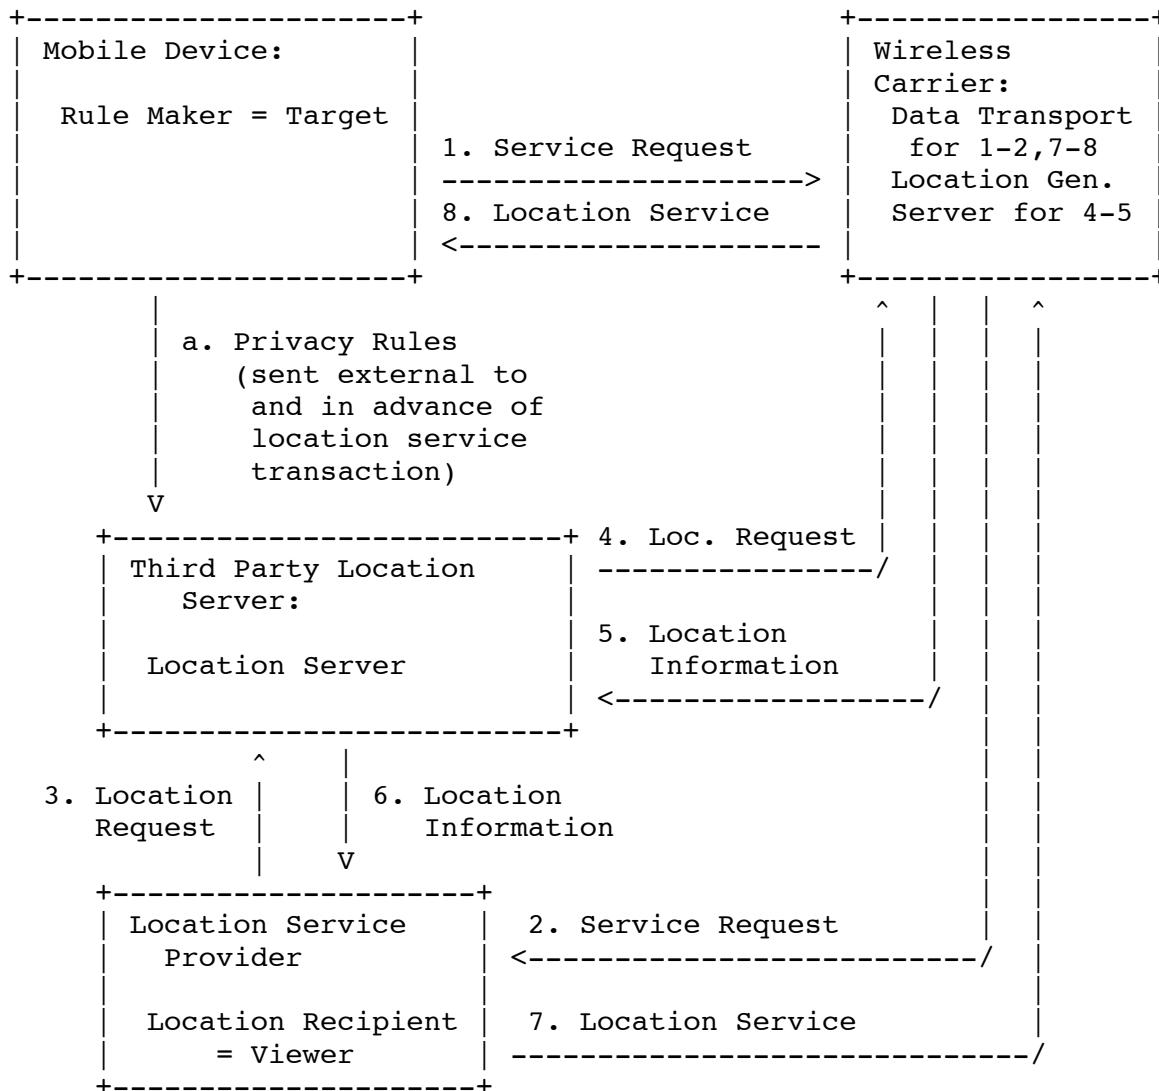 Mobile Device:
Rule Maker = Target
Wireless
Carrier:
Data Transport
for 1-2,7-8
Location Gen.
Server for 4-5
1. Service Request
8. Location Service
a. Privacy Rules
(sent external to
and in advance of
location service
transaction)
4. Loc. Request
Third Party Location
Server:
Location Server
5. Location
Information
3. Location
Request
6. Location
Information
Location Service
Provider
Location Recipient
= Viewer
2. Service Request
7. Location Service